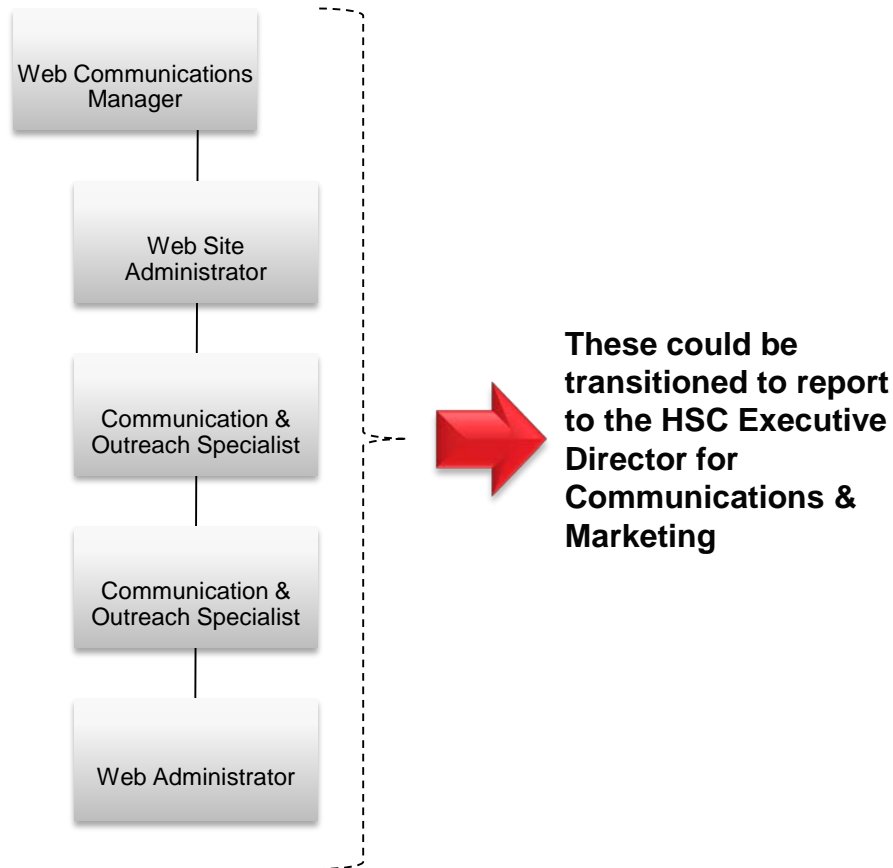 Web Communications
Manager
Web Site
Administrator
Communication &
Outreach Specialist
Communication &
Outreach Specialist
Web Administrator
These could be
transitioned to report
to the HSC Executive
Director for
Communications &
Marketing